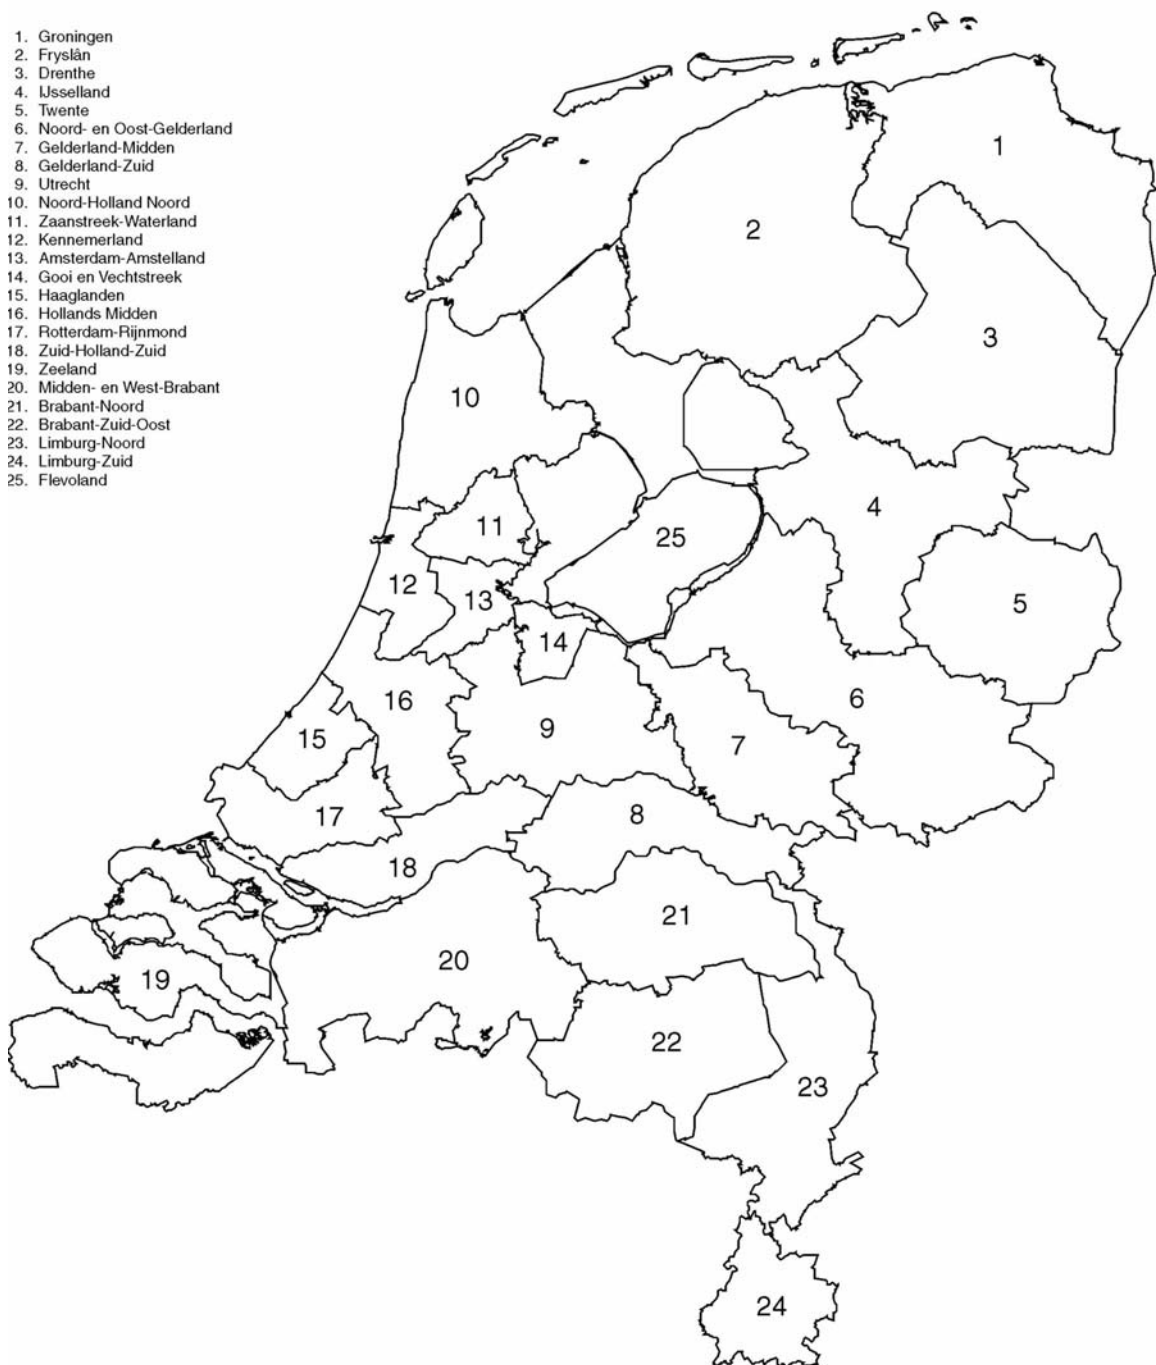 1. Groningen
2. Fryslân
3. Drenthe
4. IJsselland
5. Twente
6. Noord- en Oost-Gelderland
7. Gelderland-Midden
8. Gelderland-Zuid
9. Utrecht
10. Noord-Holland Noord
11. Zaanstreek-Waterland
12. Kennemerland
13. Amsterdam-Amstelland
14. Gooi en Vechtstreek
15. Haaglanden
16. Hollands Midden
17. Rotterdam-Rijnmond
18. Zuid-Holland-Zuid
19. Zeeland
20. Midden- en West-Brabant
21. Brabant-Noord
22. Brabant-Zuid-Oost
23. Limburg-Noord
24. Limburg-Zuid
25. Flevoland
1
2
3
10
4
11
25
12
13
5
14
16
6
9
15
7
17
8
18
21
20
19
22
23
24